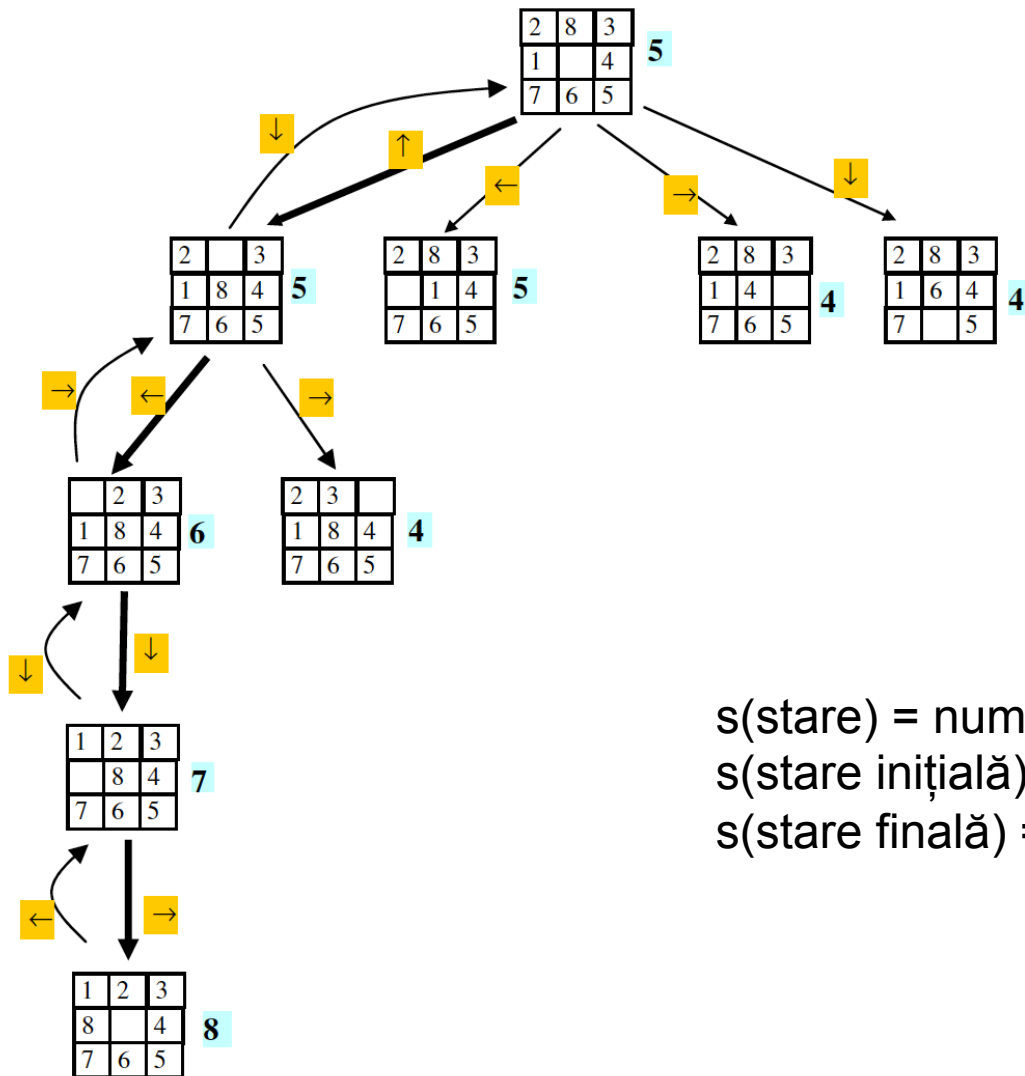 2 8 3
1 4 5
7 6 5
↓ ↑ ← → ↓
2 3 2 8 3 2 8 3 2 8 3
1 8 4 5 1 4 5 1 4 4 1 6 4 4
7 6 5 7 6 5 7 6 5 7 5
→ ← →
2 3 2 3
1 8 4 6 1 8 4 4
7 6 5 7 6 5
↓ ↓
1 2 3
8 4 7
7 6 5
← →
1 2 3
8 4 8
7 6 5
s(stare) = num
s(stare inițială)
s(stare finală) =